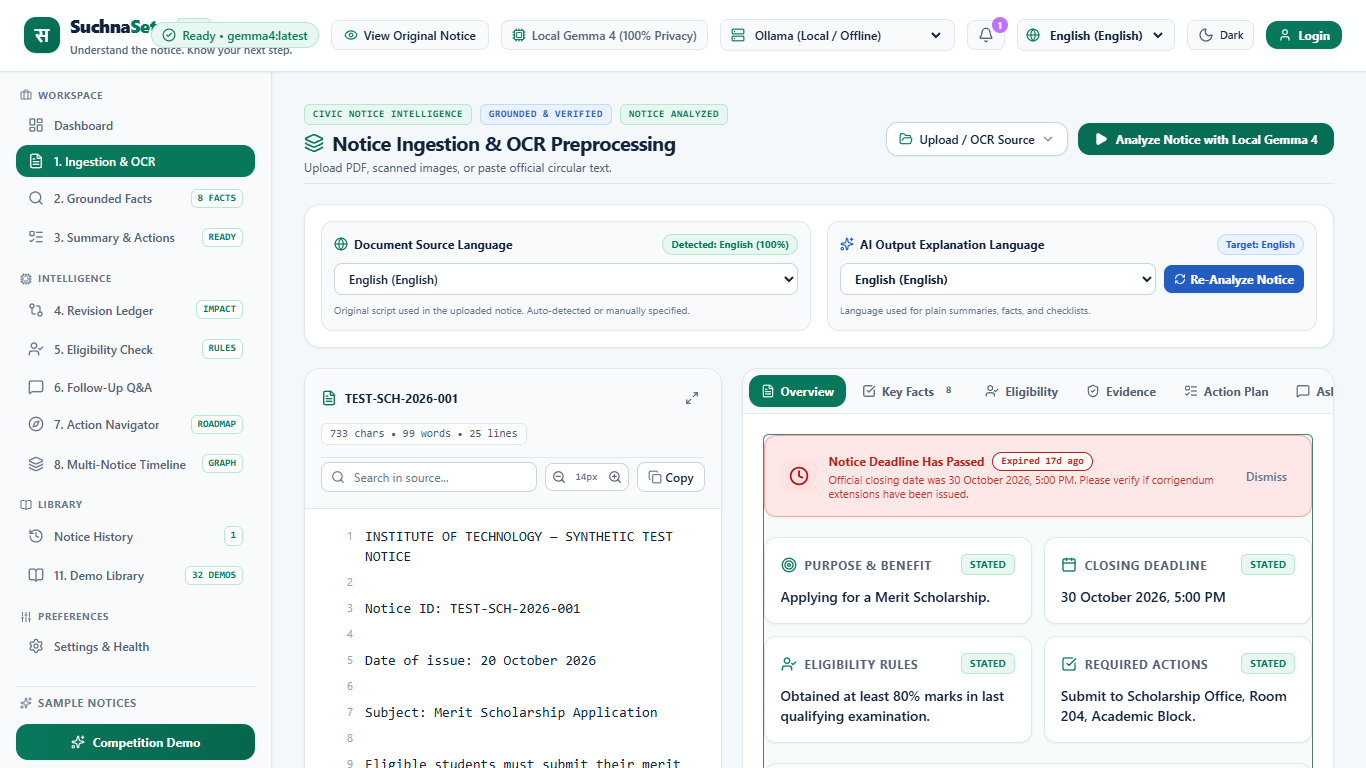 स SuchnaSet
Ready • gemma4:latest
View Original Notice
Local Gemma 4 (100% Privacy)
Ollama (Local / Offline)
1
English (English)
Dark
Login
Understand the notice. Know your next step.
WORKSPACE
Dashboard
1. Ingestion & OCR
2. Grounded Facts 8 FACTS
3. Summary & Actions READY
INTELLIGENCE
4. Revision Ledger IMPACT
5. Eligibility Check RULES
6. Follow-Up Q&A
7. Action Navigator ROADMAP
8. Multi-Notice Timeline GRAPH
LIBRARY
Notice History 1
11. Demo Library 32 DEMOS
PREFERENCES
Settings & Health
SAMPLE NOTICES
Competition Demo
CIVIC NOTICE INTELLIGENCE GROUNDED & VERIFIED NOTICE ANALYZED
Notice Ingestion & OCR Preprocessing
Upload PDF, scanned images, or paste official circular text.
Upload / OCR Source
Analyze Notice with Local Gemma 4
Document Source Language Detected: English (100%)
English (English)
Original script used in the uploaded notice. Auto-detected or manually specified.
AI Output Explanation Language Target: English
English (English) Re-Analyze Notice
Language used for plain summaries, facts, and checklists.
TEST-SCH-2026-001
733 chars • 99 words • 25 lines
Search in source... 14px Copy
1 INSTITUTE OF TECHNOLOGY — SYNTHETIC TEST
NOTICE
2
3 Notice ID: TEST-SCH-2026-001
4
5 Date of issue: 20 October 2026
6
7 Subject: Merit Scholarship Application
8
9 Eligible students must submit their merit
Overview Key Facts 8 Eligibility Evidence Action Plan As
Notice Deadline Has Passed Expired 17d ago
Official closing date was 30 October 2026, 5:00 PM. Please verify if corrigendum
extensions have been issued.
Dismiss
PURPOSE & BENEFIT STATED
Applying for a Merit Scholarship.
CLOSING DEADLINE STATED
30 October 2026, 5:00 PM
ELIGIBILITY RULES STATED
Obtained at least 80% marks in last
qualifying examination.
REQUIRED ACTIONS STATED
Submit to Scholarship Office, Room
204, Academic Block.